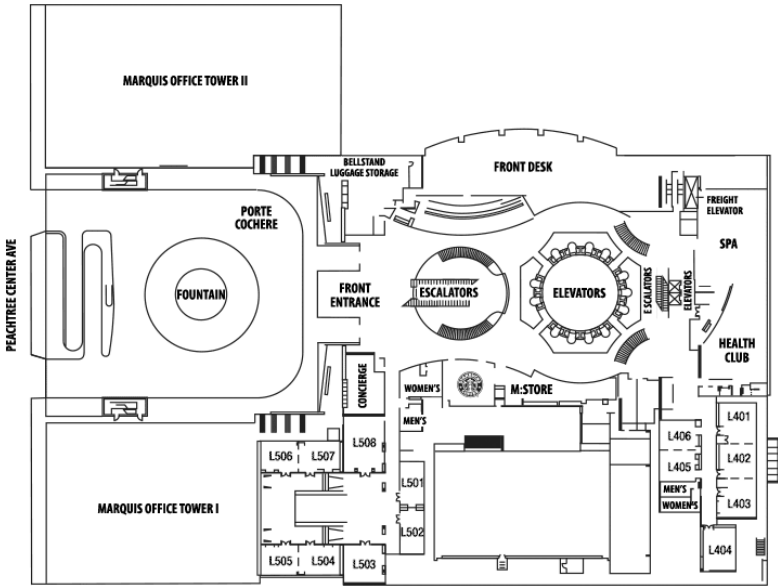 MARQUIS OFFICE TOWER II
BELLSTAND
LUGGAGE STORAGE
FRONT DESK
FREIGHT
ELEVATOR
PORTE
COCHERE
SPA
PEACHTREE CENTER AVE
FOUNTAIN
FRONT
ENTRANCE
ESCALATORS
ELEVATORS
ESCALATORS
ELEVATORS
HEALTH
CLUB
CONCIERGE
WOMEN'S
M:STORE
MEN'S
L401
L406
L508
L506
L507
L402
L405
L501
MEN'S
WOMEN'S
L403
MARQUIS OFFICE TOWER I
L502
L404
L505
L504
L503